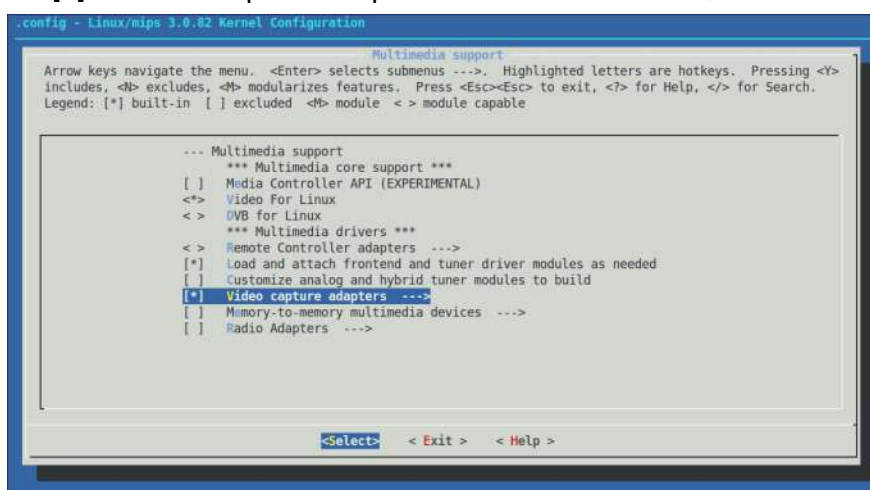 .config - Linux/mips 3.0.82 Kernel Configuration
Multimedia support
Arrow keys navigate the menu. <Enter> selects submenus --->. Highlighted letters are hotkeys. Pressing <Y>
includes, <N> excludes, <M> modularizes features. Press <Esc><Esc> to exit, <?> for Help, </> for Search.
Legend: [*] built-in [ ] excluded <M> module < > module capable
--- Multimedia support
*** Multimedia core support ***
[ ] Media Controller API (EXPERIMENTAL)
<*> Video For Linux
< > DVB for Linux
*** Multimedia drivers ***
< > Remote Controller adapters --->
[*] Load and attach frontend and tuner driver modules as needed
[ ] Customize analog and hybrid tuner modules to build
[*] Video capture adapters --->
[ ] Memory-to-memory multimedia devices --->
[ ] Radio Adapters --->
<Select> < Exit > < Help >